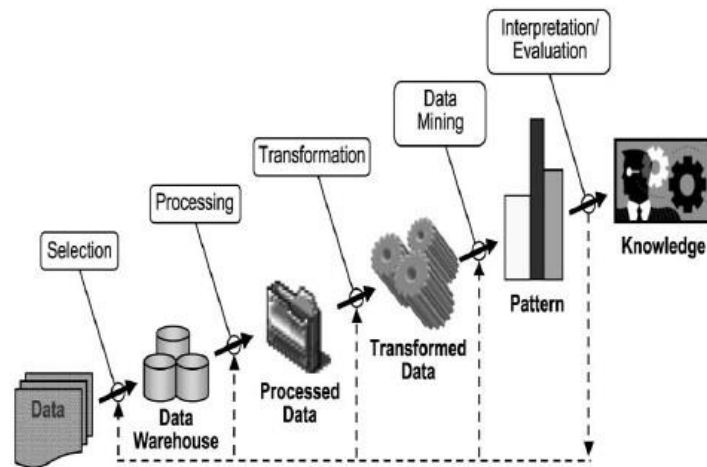 Interpretation/
Evaluation
Data
Mining
Transformation
Processing
Selection
Knowledge
Pattern
Transformed
Data
Processed
Data
Data
Warehouse
Data